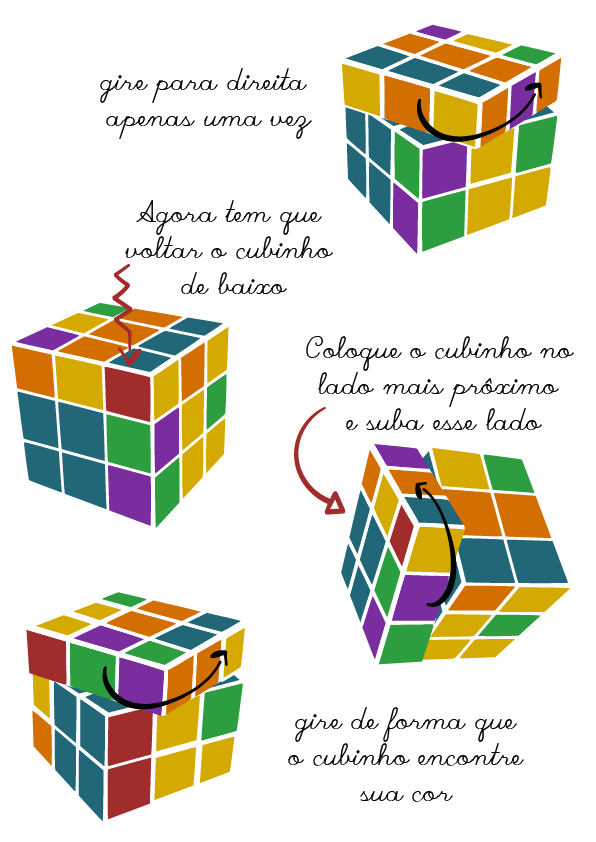 gire para direita
apenas uma vez
Agora tem que
voltar o cubinho
de baixo
Coloque o cubinho no
lado mais prôximo
e suba esse lado
gire de forma que
o cubinho encontre
sua cor